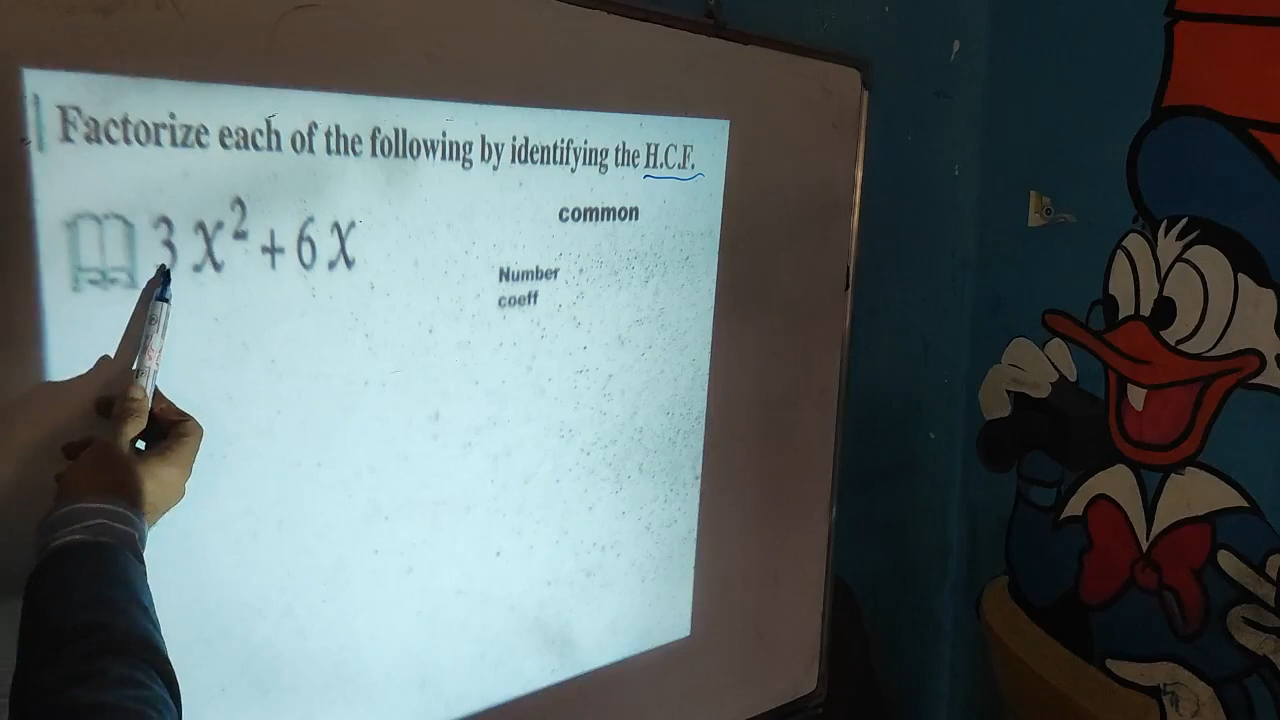 Factorize each of the following by identifying the H.C.F.
common
3x² + 6x
Number
coeff